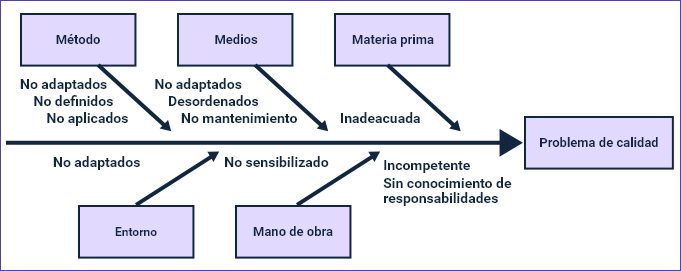 Método
Medios
Materia prima
No adaptados
No definidos
No aplicados
No adaptados
Desordenados
No mantenimiento
Inadeacuada
Problema de calidad
No adaptados
No sensibilizado
Incompetente
Sin conocimiento de
responsabilidades
Entorno
Mano de obra